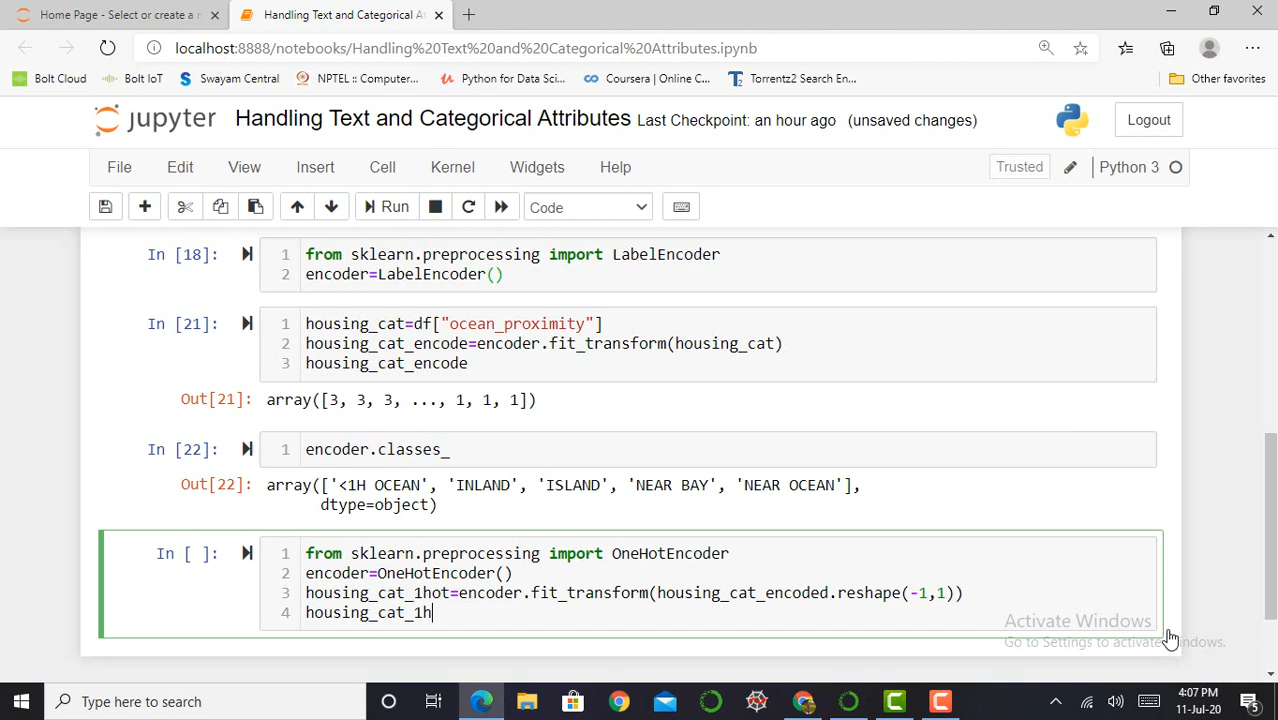 Home Page - Select or create a n
Handling Text and Categorical A
localhost:8888/notebooks/Handling%20Text%20and%20Categorical%20Attributes.ipynb
Bolt Cloud
Bolt IoT
Swayam Central
NPTEL :: Computer...
Python for Data Sci...
Coursera | Online C...
Torrentz2 Search En...
Other favorites
jupyter
Handling Text and Categorical Attributes Last Checkpoint: an hour ago (unsaved changes)
Logout
File Edit View Insert Cell Kernel Widgets Help
Trusted
Python 3
Run
Code
In [18]:
1 from sklearn.preprocessing import LabelEncoder
2 encoder=LabelEncoder()
In [21]:
1 housing_cat=df["ocean_proximity"]
2 housing_cat_encode=encoder.fit_transform(housing_cat)
3 housing_cat_encode
Out[21]: array([3, 3, 3, ..., 1, 1, 1])
In [22]:
1 encoder.classes_
Out[22]: array(['<1H OCEAN', 'INLAND', 'ISLAND', 'NEAR BAY', 'NEAR OCEAN'],
dtype=object)
In [ ]:
1 from sklearn.preprocessing import OneHotEncoder
2 encoder=OneHotEncoder()
3 housing_cat_1hot=encoder.fit_transform(housing_cat_encoded.reshape(-1,1))
4 housing_cat_1h
Activate Windows
Go to Settings to activate Windows.
Type here to search
4:07 PM
11-Jul-20
5